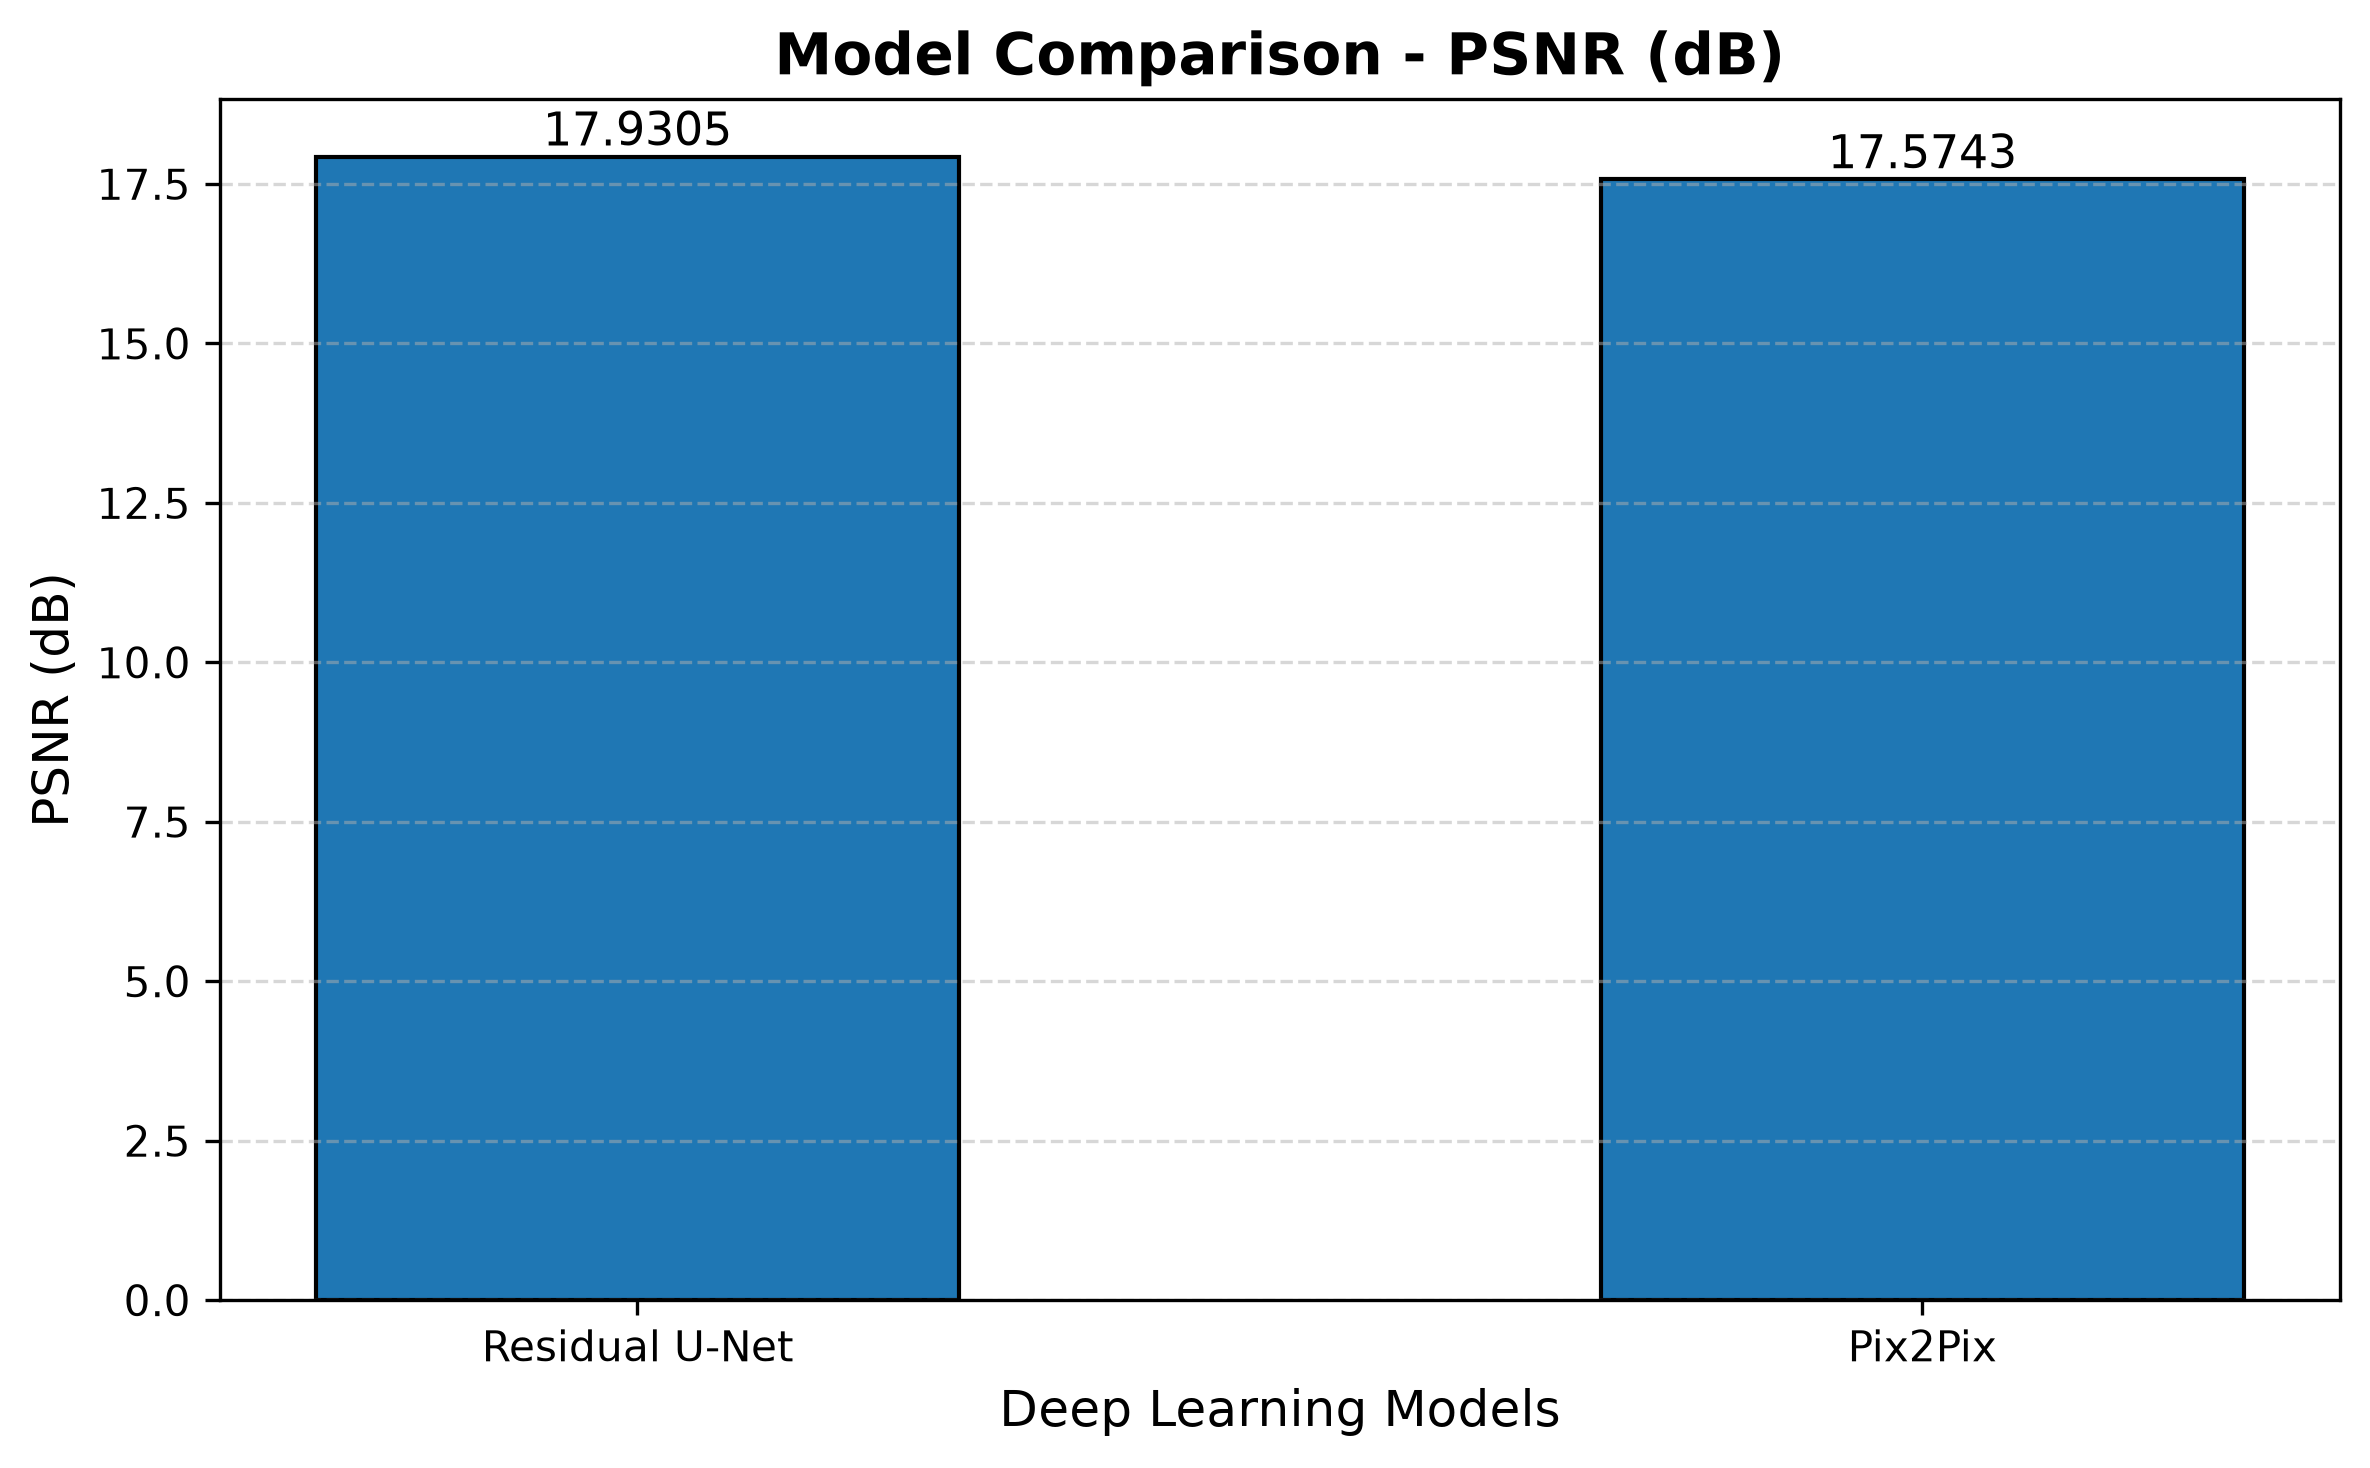 Model Comparison - PSNR (dB)
17.9305
17.5743
17.5
15.0
12.5
10.0
7.5
5.0
2.5
0.0
PSNR (dB)
Residual U-Net
Pix2Pix
Deep Learning Models